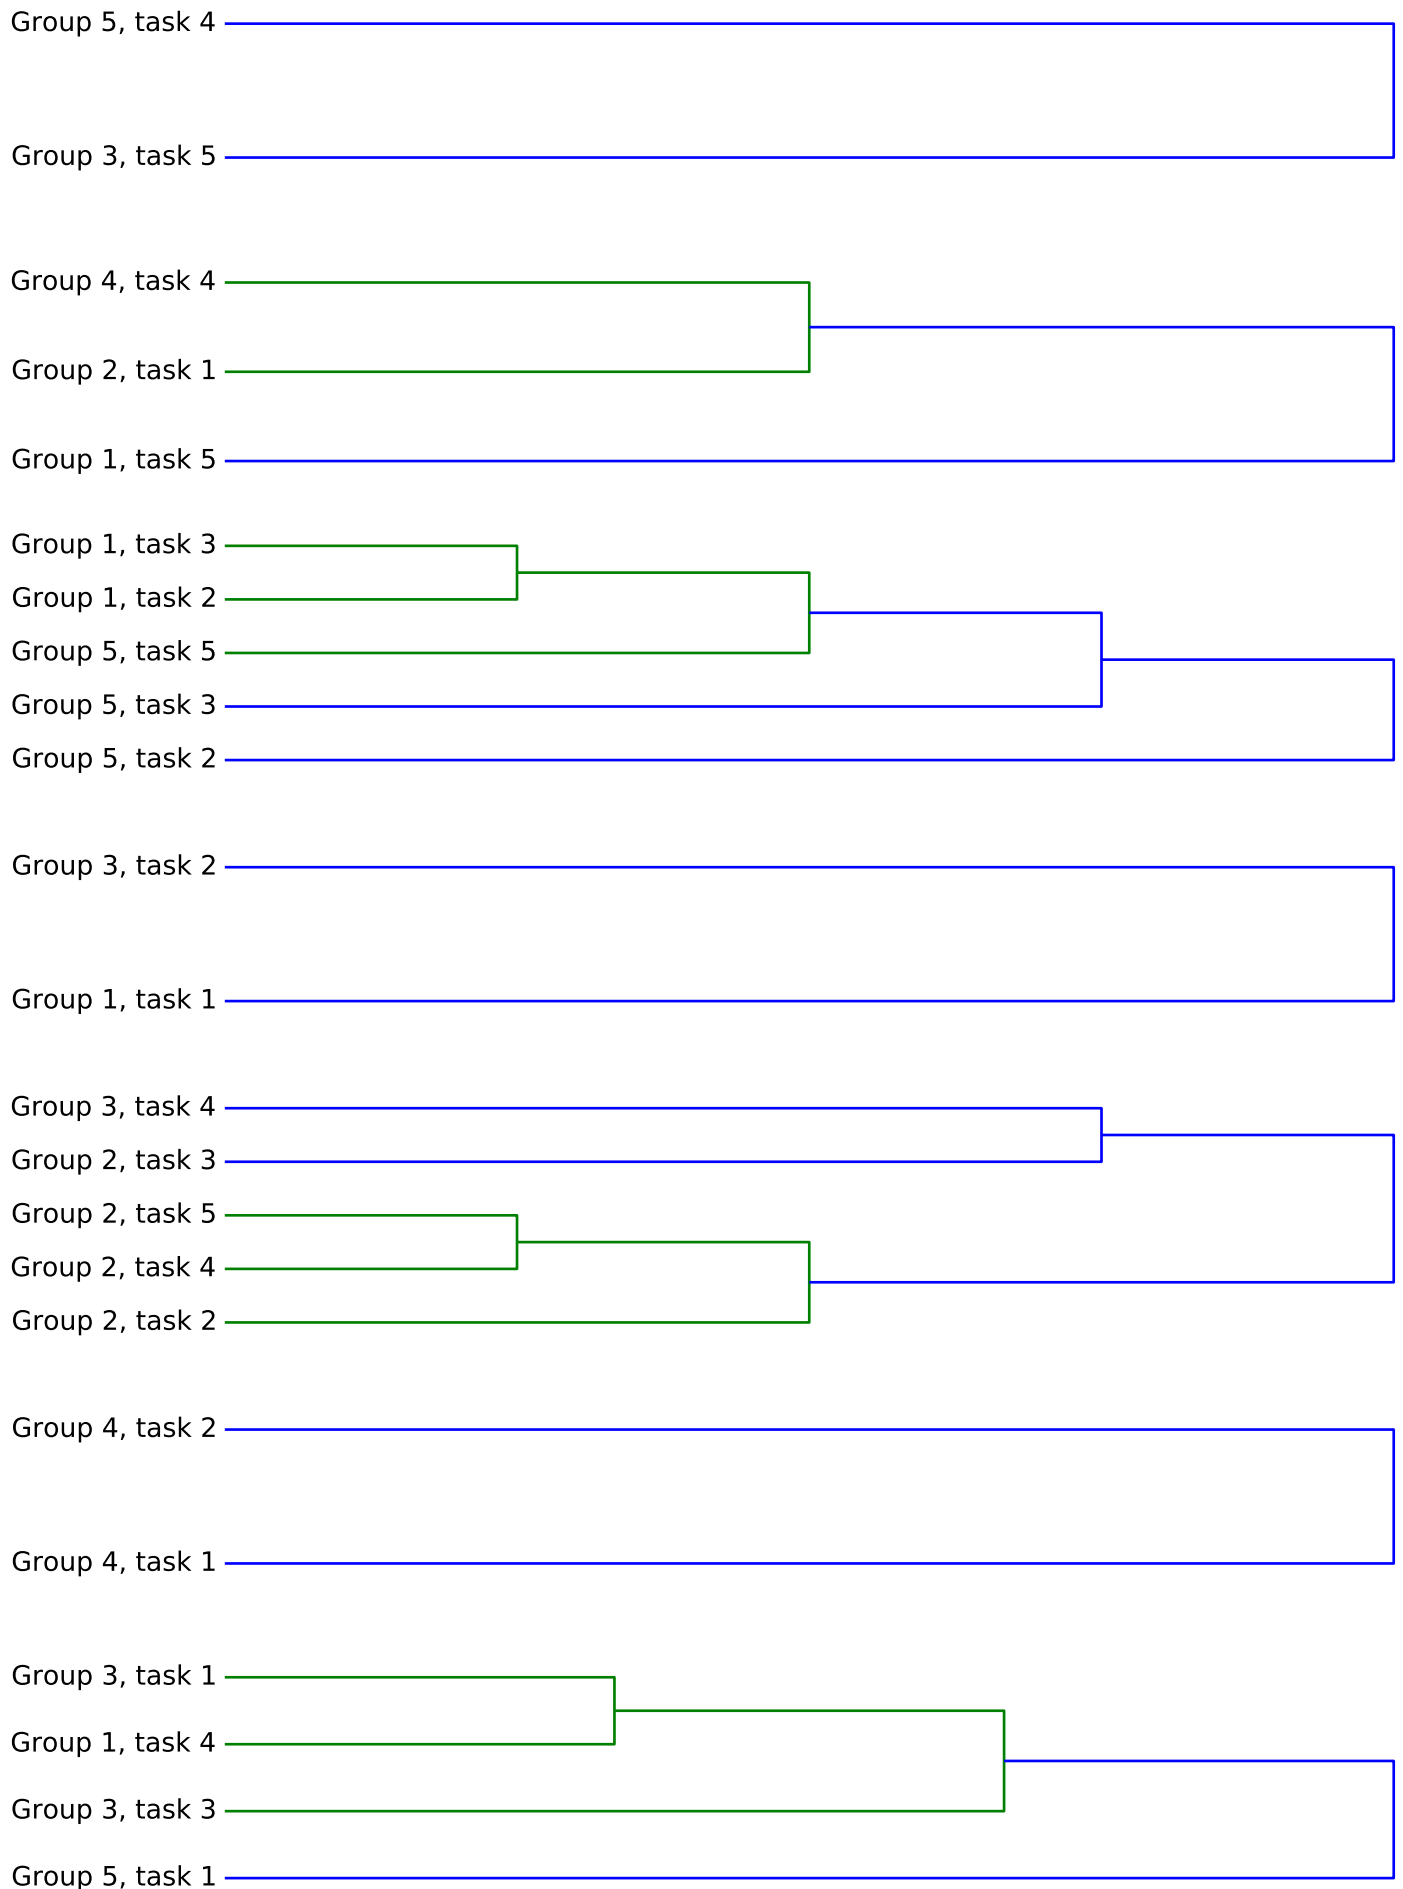 Group 5, task 4
Group 3, task 5
Group 4, task 4
Group 2, task 1
Group 1, task 5
Group 1, task 3
Group 1, task 2
Group 5, task 5
Group 5, task 3
Group 5, task 2
Group 3, task 2
Group 1, task 1
Group 3, task 4
Group 2, task 3
Group 2, task 5
Group 2, task 4
Group 2, task 2
Group 4, task 2
Group 4, task 1
Group 3, task 1
Group 1, task 4
Group 3, task 3
Group 5, task 1